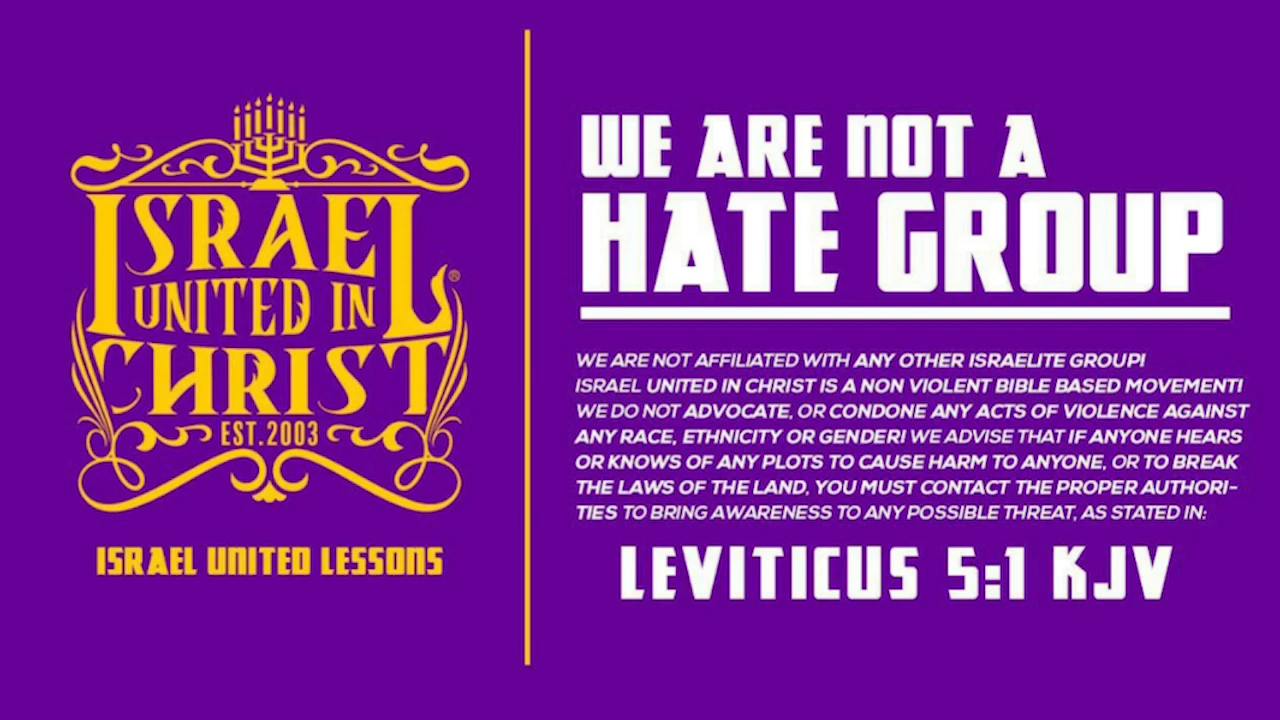 ISRAEL
UNITED IN
CHRIST
®
EST.2003
ISRAEL UNITED LESSONS
WE ARE NOT A
HATE GROUP
WE ARE NOT AFFILIATED WITH ANY OTHER ISRAELITE GROUP!
ISRAEL UNITED IN CHRIST IS A NON VIOLENT BIBLE BASED MOVEMENT!
WE DO NOT ADVOCATE, OR CONDONE ANY ACTS OF VIOLENCE AGAINST
ANY RACE, ETHNICITY OR GENDER! WE ADVISE THAT IF ANYONE HEARS
OR KNOWS OF ANY PLOTS TO CAUSE HARM TO ANYONE, OR TO BREAK
THE LAWS OF THE LAND, YOU MUST CONTACT THE PROPER AUTHORI-
TIES TO BRING AWARENESS TO ANY POSSIBLE THREAT, AS STATED IN:
LEVITICUS 5:1 KJV